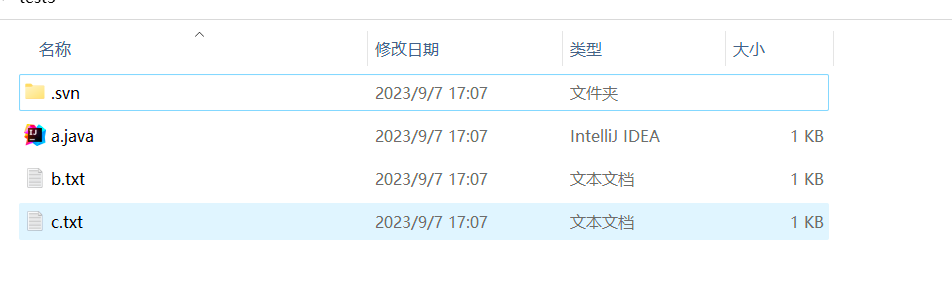 名称 修改日期 类型 大小
.svn 2023/9/7 17:07 文件夹
a.java 2023/9/7 17:07 IntelliJ IDEA 1 KB
b.txt 2023/9/7 17:07 文本文档 1 KB
c.txt 2023/9/7 17:07 文本文档 1 KB